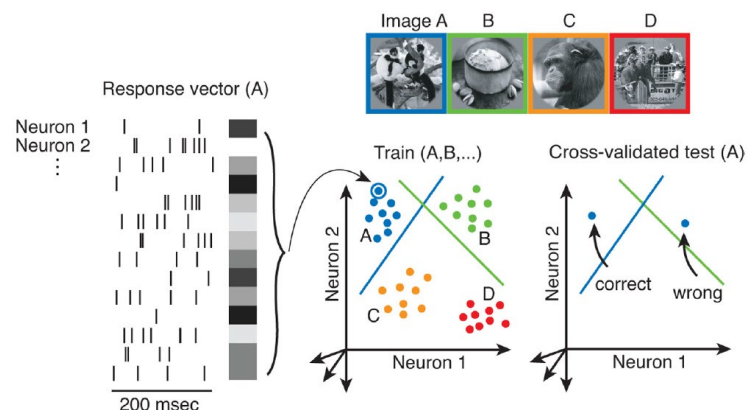 Image A B C D
Response vector (A)
Neuron 1
Neuron 2
⋮
200 msec
Train (A,B,...)
Neuron 2
A
B
C
D
Neuron 1
Cross-validated test (A)
Neuron 2
correct
wrong
Neuron 1